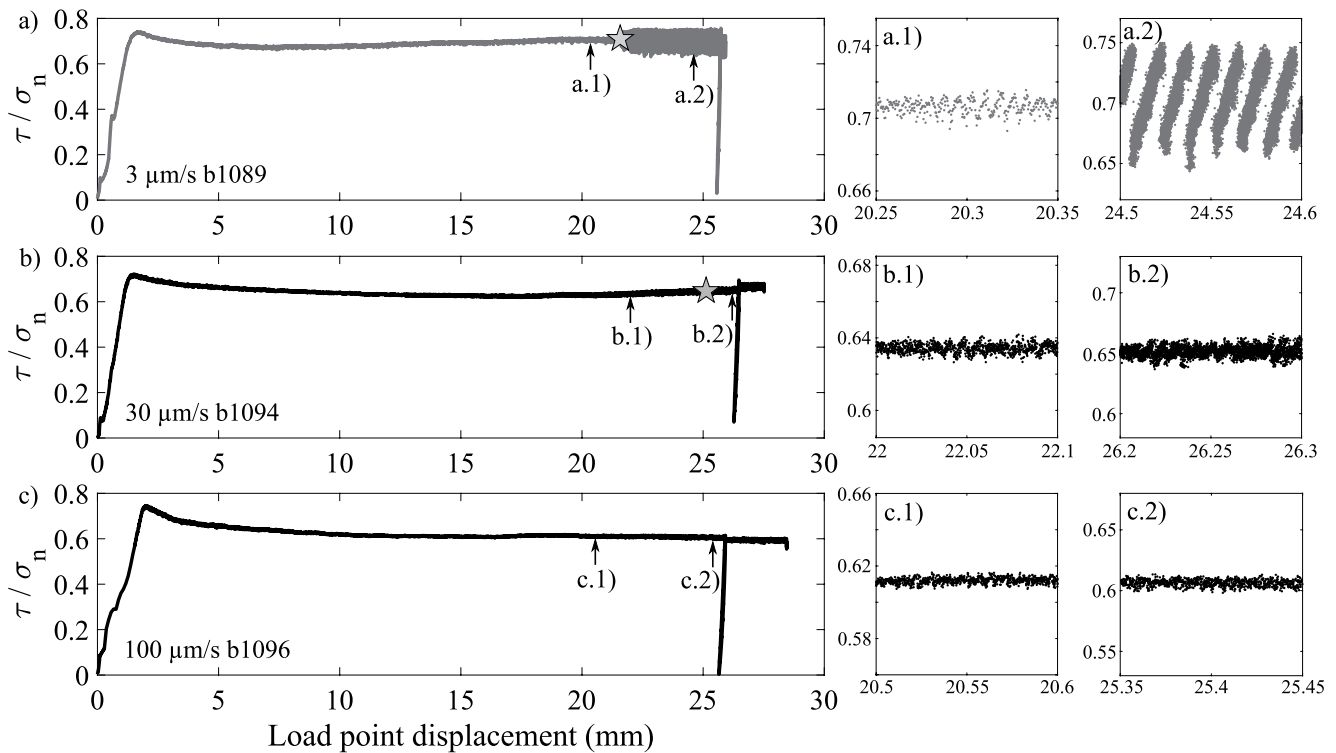 a)
0.8
0.6
0.4
0.2
0
τ / σn
3 µm/s b1089
a.1)
a.2)
0 5 10 15 20 25 30
a.1)
0.74
0.7
0.66
20.25 20.3 20.35
a.2)
0.75
0.7
0.65
24.5 24.55 24.6
b)
0.8
0.6
0.4
0.2
0
τ / σn
30 µm/s b1094
b.1)
b.2)
0 5 10 15 20 25 30
b.1)
0.68
0.64
0.6
22 22.05 22.1
b.2)
0.7
0.65
0.6
26.2 26.25 26.3
c)
0.8
0.6
0.4
0.2
0
τ / σn
100 µm/s b1096
c.1)
c.2)
0 5 10 15 20 25 30
Load point displacement (mm)
c.1)
0.66
0.62
0.58
20.5 20.55 20.6
c.2)
0.65
0.6
0.55
25.35 25.4 25.45